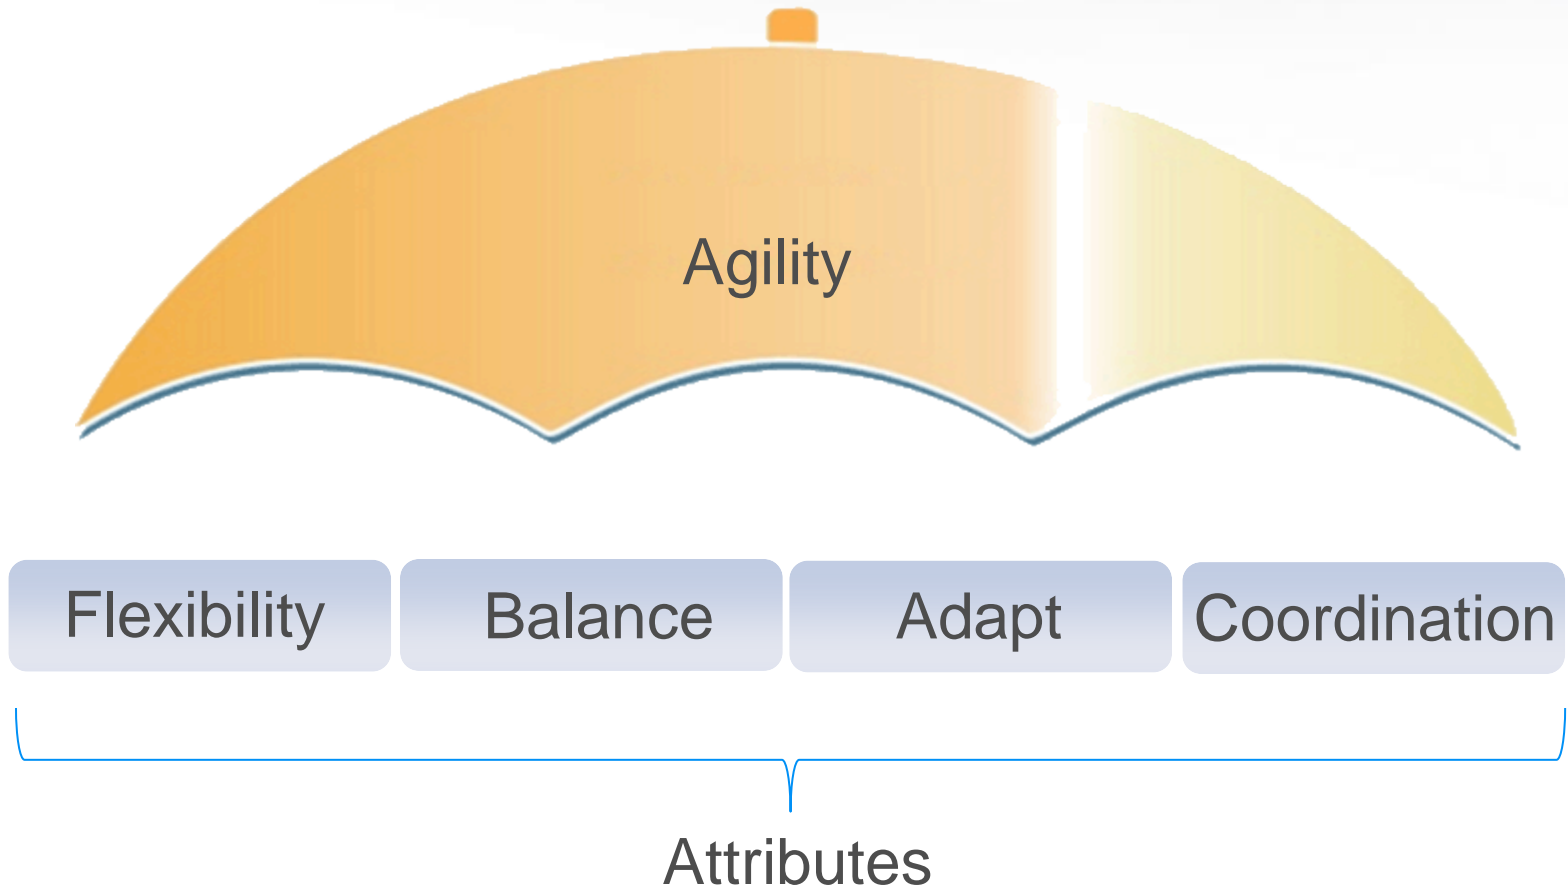 Agility
Flexibility
Balance
Adapt
Coordination
Attributes